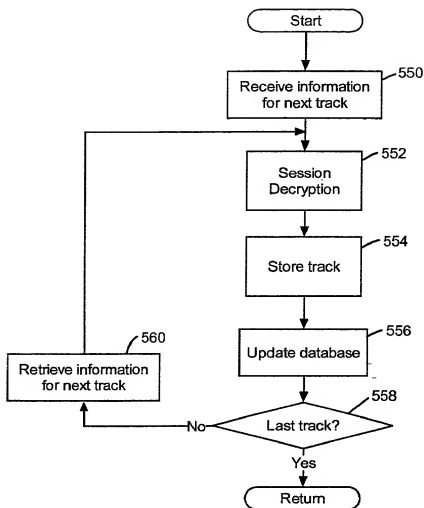 Start
Receive information
for next track
550
Session
Decryption
552
Store track
554
Update database
556
Last track?
558
No
Retrieve information
for next track
560
Yes
Return